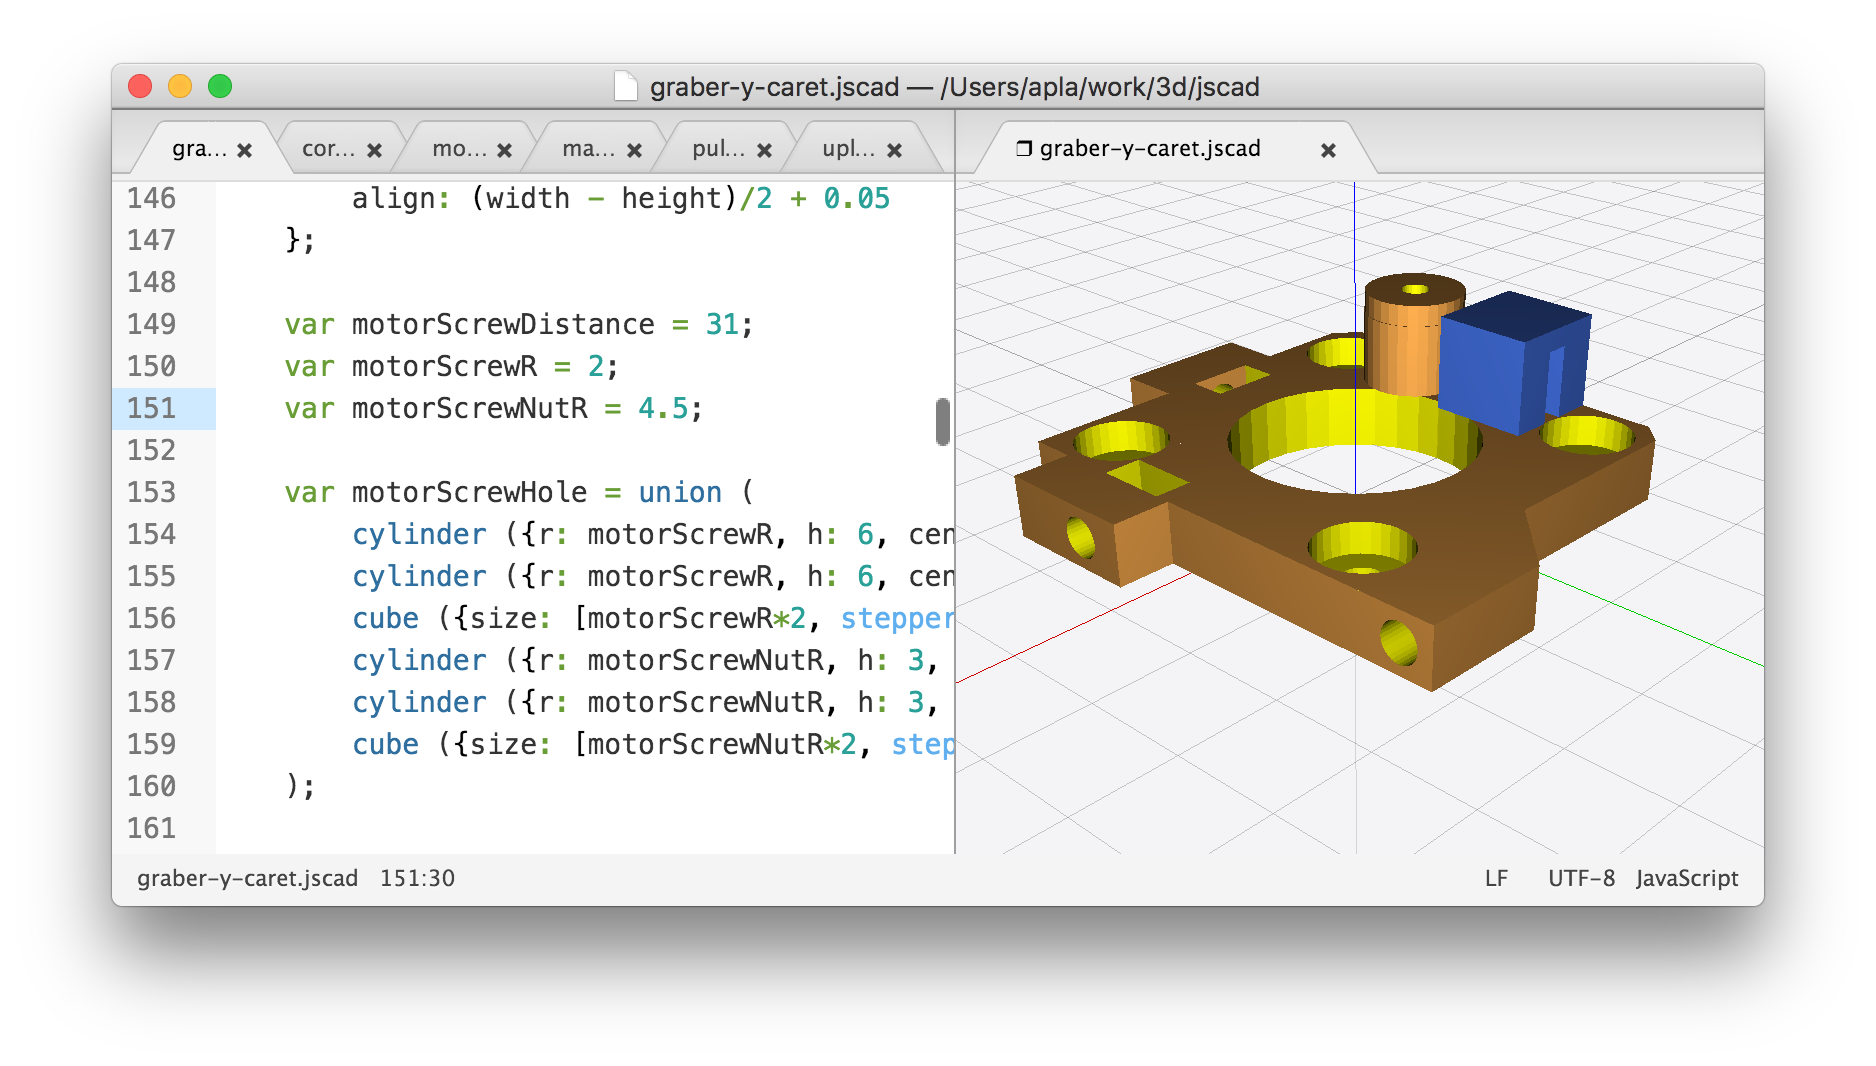 graber-y-caret.jscad — /Users/apla/work/3d/jscad
gra... cor... mo... ma... pul... upl...
graber-y-caret.jscad
146 align: (width - height)/2 + 0.05
147 };
148
149 var motorScrewDistance = 31;
150 var motorScrewR = 2;
151 var motorScrewNutR = 4.5;
152
153 var motorScrewHole = union (
154 cylinder ({r: motorScrewR, h: 6, cen
155 cylinder ({r: motorScrewR, h: 6, cen
156 cube ({size: [motorScrewR*2, stepper
157 cylinder ({r: motorScrewNutR, h: 3,
158 cylinder ({r: motorScrewNutR, h: 3,
159 cube ({size: [motorScrewNutR*2, step
160 );
161
graber-y-caret.jscad 151:30
LF UTF-8 JavaScript